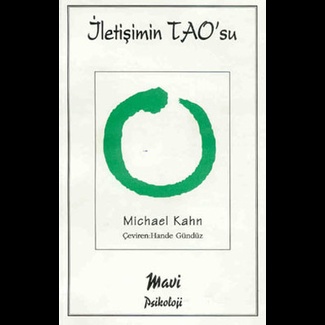 İletişimin TAO'su
Michael Kahn
Çeviren:Hande Gündüz
Mavi
Psikoloji